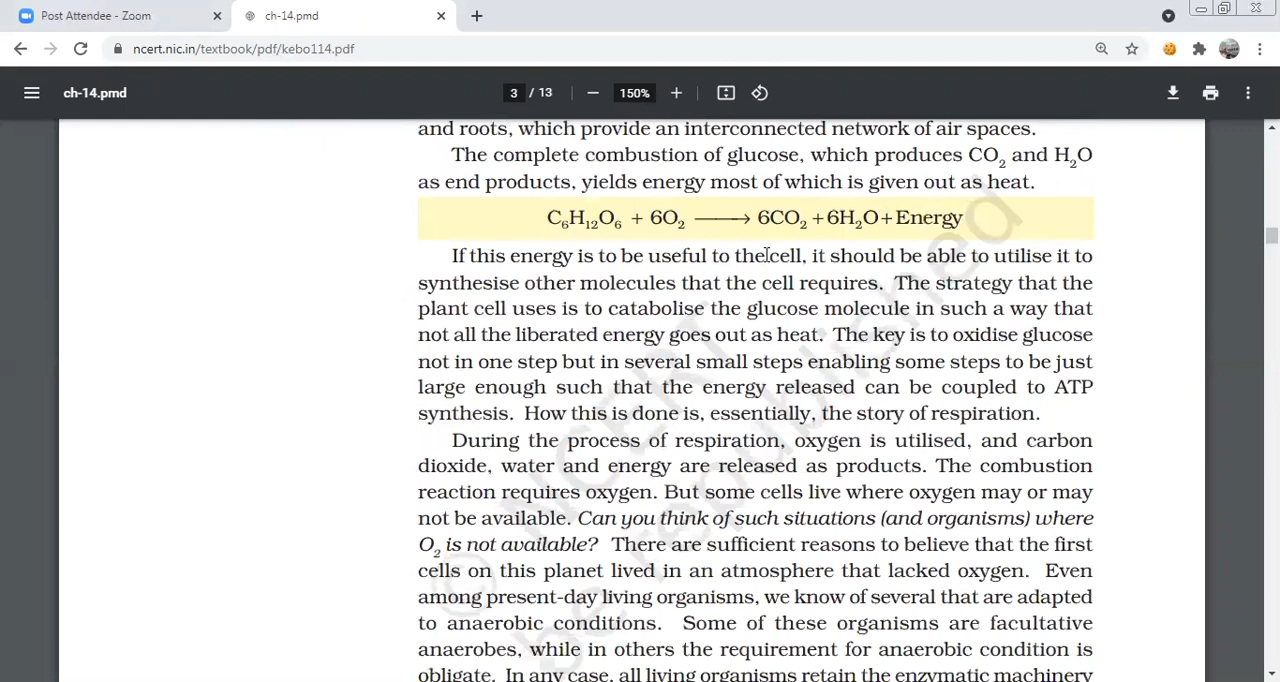 Post Attendee - Zoom
ch-14.pmd
ncert.nic.in/textbook/pdf/kebo114.pdf
ch-14.pmd
3 / 13
150%
and roots, which provide an interconnected network of air spaces.
The complete combustion of glucose, which produces CO₂ and H₂O
as end products, yields energy most of which is given out as heat.
C₆H₁₂O₆ + 6O₂ ⟶ 6CO₂ + 6H₂O + Energy
If this energy is to be useful to the cell, it should be able to utilise it to
synthesise other molecules that the cell requires. The strategy that the
plant cell uses is to catabolise the glucose molecule in such a way that
not all the liberated energy goes out as heat. The key is to oxidise glucose
not in one step but in several small steps enabling some steps to be just
large enough such that the energy released can be coupled to ATP
synthesis. How this is done is, essentially, the story of respiration.
During the process of respiration, oxygen is utilised, and carbon
dioxide, water and energy are released as products. The combustion
reaction requires oxygen. But some cells live where oxygen may or may
not be available. Can you think of such situations (and organisms) where
O₂ is not available? There are sufficient reasons to believe that the first
cells on this planet lived in an atmosphere that lacked oxygen. Even
among present-day living organisms, we know of several that are adapted
to anaerobic conditions. Some of these organisms are facultative
anaerobes, while in others the requirement for anaerobic condition is
obligate. In any case, all living organisms retain the enzymatic machinery
© NCERT
be republished